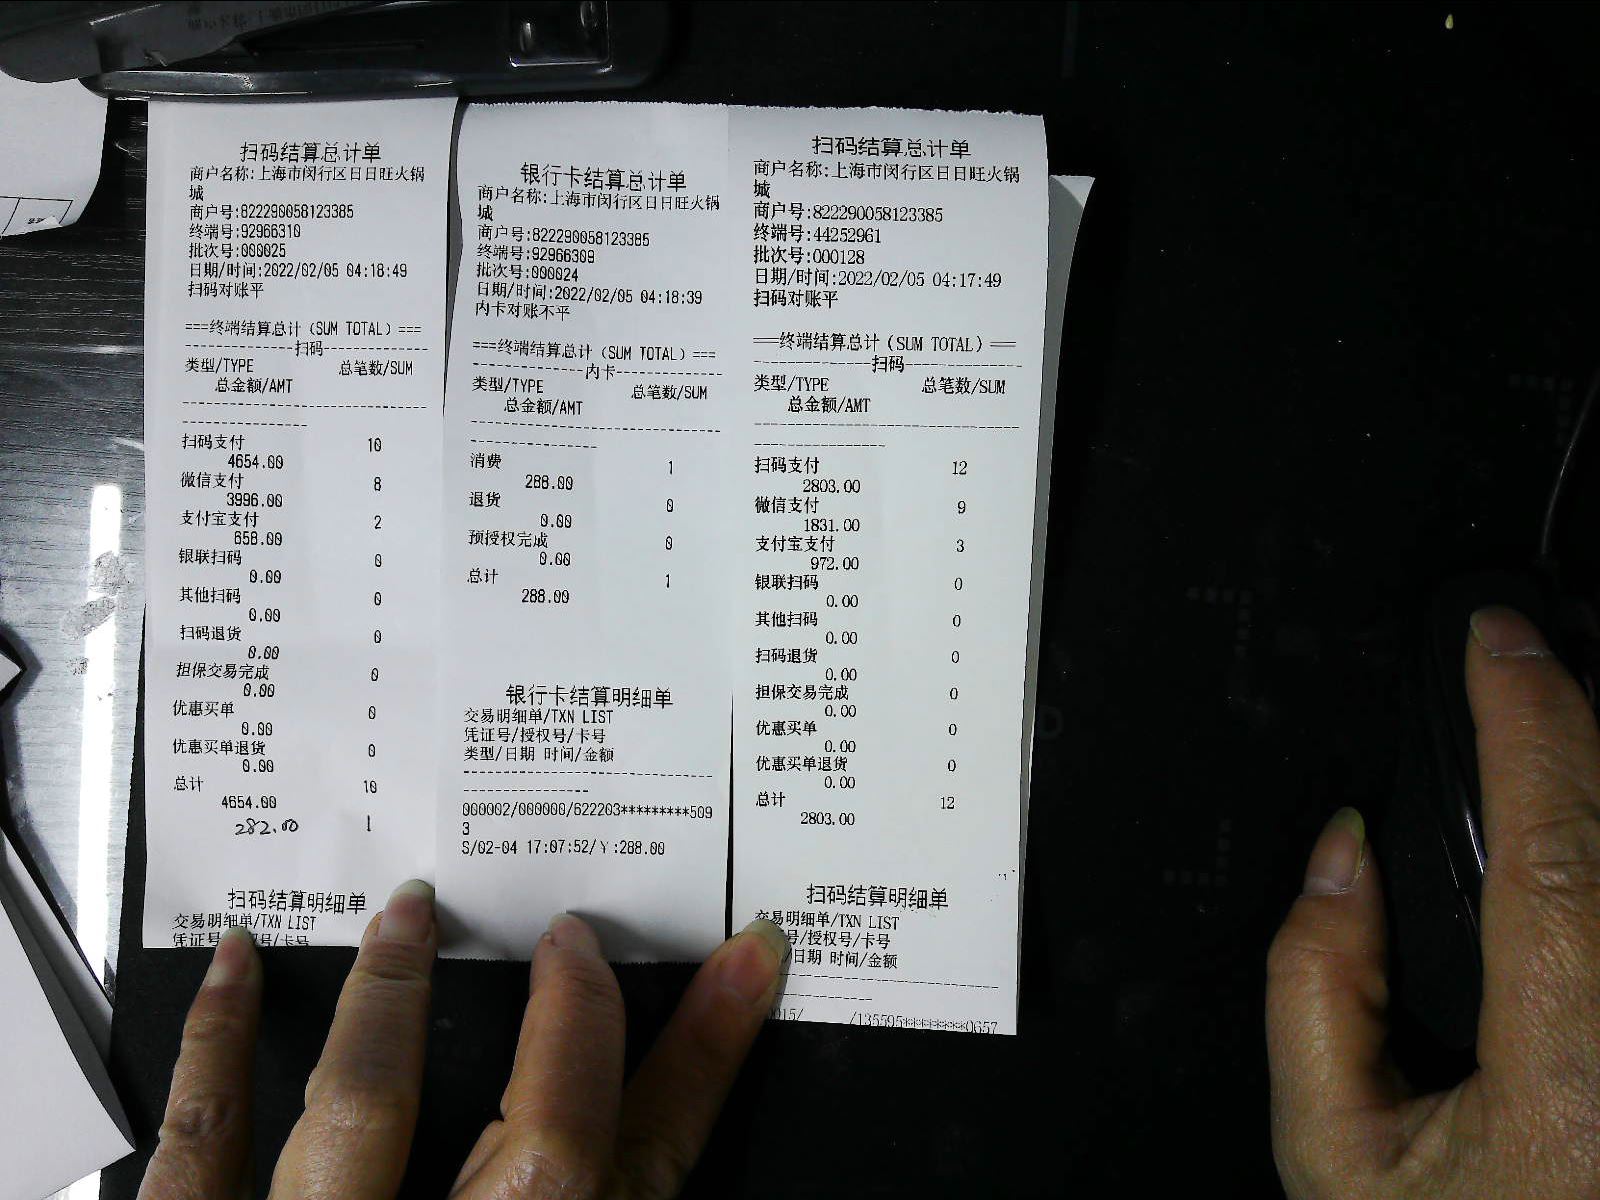 扫码结算总计单
商户名称:上海市闵行区日日旺火锅
城
商户号:822290058123385
终端号:92966310
批次号:000025
日期/时间:2022/02/05 04:18:49
扫码对账平
===终端结算总计（SUM TOTAL）===
---------------扫码---------------
类型/TYPE 总笔数/SUM
总金额/AMT
扫码支付 10
4654.00
微信支付 8
3996.00
支付宝支付 2
658.00
银联扫码 0
0.00
其他扫码 0
0.00
扫码退货 0
0.00
担保交易完成 0
0.00
优惠买单 0
0.00
优惠买单退货 0
0.00
总计 10
4654.00
282.00 1
扫码结算明细单
交易明细单/TXN LIST
凭证号/授权号/卡号
银行卡结算总计单
商户名称:上海市闵行区日日旺火锅
城
商户号:822290058123385
终端号:92966309
批次号:000024
日期/时间:2022/02/05 04:18:39
内卡对账不平
===终端结算总计（SUM TOTAL）===
---------------内卡---------------
类型/TYPE 总笔数/SUM
总金额/AMT
消费 1
288.00
退货 0
0.00
预授权完成 0
0.00
总计 1
288.00
银行卡结算明细单
交易明细单/TXN LIST
凭证号/授权号/卡号
类型/日期 时间/金额
000002/000000/622203*********509
3
S/02-04 17:07:52/￥:288.00
扫码结算总计单
商户名称:上海市闵行区日日旺火锅
城
商户号:822290058123385
终端号:44252961
批次号:000128
日期/时间:2022/02/05 04:17:49
扫码对账平
===终端结算总计（SUM TOTAL）===
---------------扫码---------------
类型/TYPE 总笔数/SUM
总金额/AMT
扫码支付 12
2803.00
微信支付 9
1831.00
支付宝支付 3
972.00
银联扫码 0
0.00
其他扫码 0
0.00
扫码退货 0
0.00
担保交易完成 0
0.00
优惠买单 0
0.00
优惠买单退货 0
0.00
总计 12
2803.00
扫码结算明细单
交易明细单/TXN LIST
号/授权号/卡号
/日期 时间/金额
015/ /135595*********0657